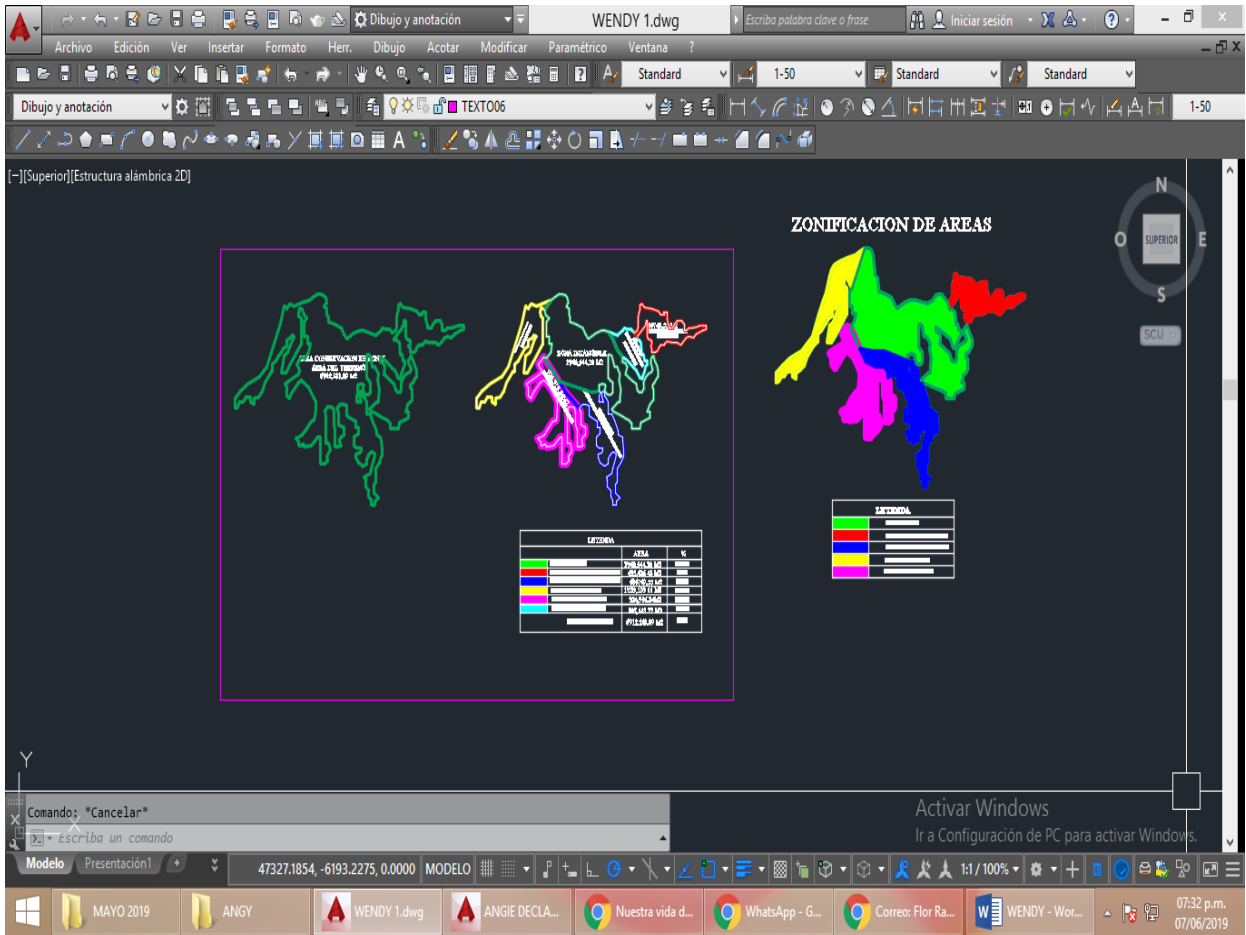 Dibujo y anotación
WENDY 1.dwg
Escriba palabra clave o frase
Iniciar sesión
Archivo Edición Ver Insertar Formato Herr. Dibujo Acotar Modificar Paramétrico Ventana ?
Standard 1-50 Standard Standard
Dibujo y anotación TEXTO06 1-50
[−][Superior][Estructura alámbrica 2D]
ZONIFICACION DE AREAS
N
O SUPERIOR E
S
SCU
LEYENDA
AREA %
LEYENDA
Y
X
Comando: *Cancelar*
Escriba un comando
Activar Windows
Ir a Configuración de PC para activar Windows.
Modelo Presentación1 + 47327.1854, -6193.2275, 0.0000 MODELO 1:1 / 100%
MAYO 2019 ANGY WENDY 1.dwg ANGIE DECLA... Nuestra vida d... WhatsApp - G... Correo: Flor Ra... WENDY - Wor...
07:32 p.m.
07/06/2019